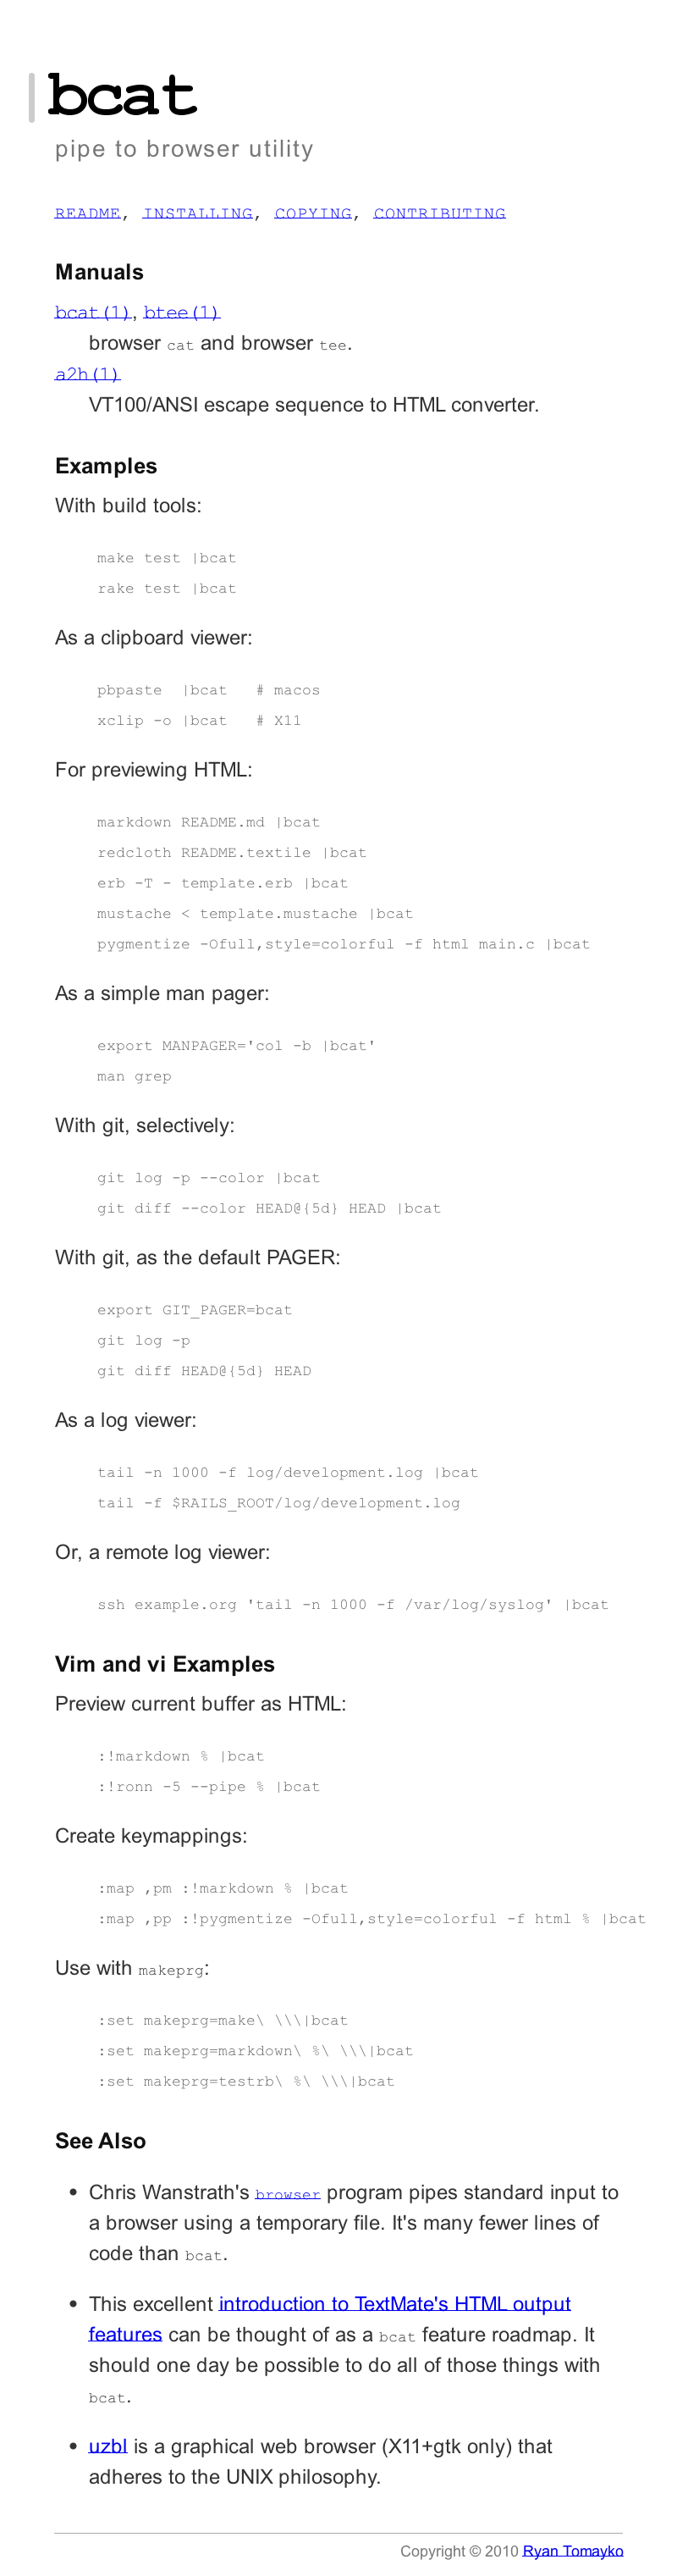 bcat
pipe to browser utility
README, INSTALLING, COPYING, CONTRIBUTING
Manuals
bcat(1), btee(1)
browser cat and browser tee.
a2h(1)
VT100/ANSI escape sequence to HTML converter.
Examples
With build tools:
make test |bcat
rake test |bcat
As a clipboard viewer:
pbpaste  |bcat   # macos
xclip -o |bcat   # X11
For previewing HTML:
markdown README.md |bcat
redcloth README.textile |bcat
erb -T - template.erb |bcat
mustache < template.mustache |bcat
pygmentize -Ofull,style=colorful -f html main.c |bcat
As a simple man pager:
export MANPAGER='col -b |bcat'
man grep
With git, selectively:
git log -p --color |bcat
git diff --color HEAD@{5d} HEAD |bcat
With git, as the default PAGER:
export GIT_PAGER=bcat
git log -p
git diff HEAD@{5d} HEAD
As a log viewer:
tail -n 1000 -f log/development.log |bcat
tail -f $RAILS_ROOT/log/development.log
Or, a remote log viewer:
ssh example.org 'tail -n 1000 -f /var/log/syslog' |bcat
Vim and vi Examples
Preview current buffer as HTML:
:!markdown % |bcat
:!ronn -5 --pipe % |bcat
Create keymappings:
:map ,pm :!markdown % |bcat
:map ,pp :!pygmentize -Ofull,style=colorful -f html % |bcat
Use with makeprg:
:set makeprg=make\ \\\|bcat
:set makeprg=markdown\ %\ \\\|bcat
:set makeprg=testrb\ %\ \\\|bcat
See Also
• Chris Wanstrath's browser program pipes standard input to
a browser using a temporary file. It's many fewer lines of
code than bcat.
• This excellent introduction to TextMate's HTML output
features can be thought of as a bcat feature roadmap. It
should one day be possible to do all of those things with
bcat.
• uzbl is a graphical web browser (X11+gtk only) that
adheres to the UNIX philosophy.
Copyright © 2010 Ryan Tomayko